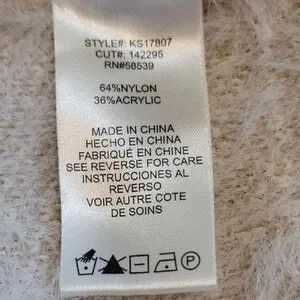 STYLE#: KS17807
CUT#: 142295
RN#58539
64%NYLON
36%ACRYLIC
MADE IN CHINA
HECHO EN CHINA
FABRIQUÉ EN CHINE
SEE REVERSE FOR CARE
INSTRUCCIONES AL
REVERSO
VOIR AUTRE COTE
DE SOINS
P